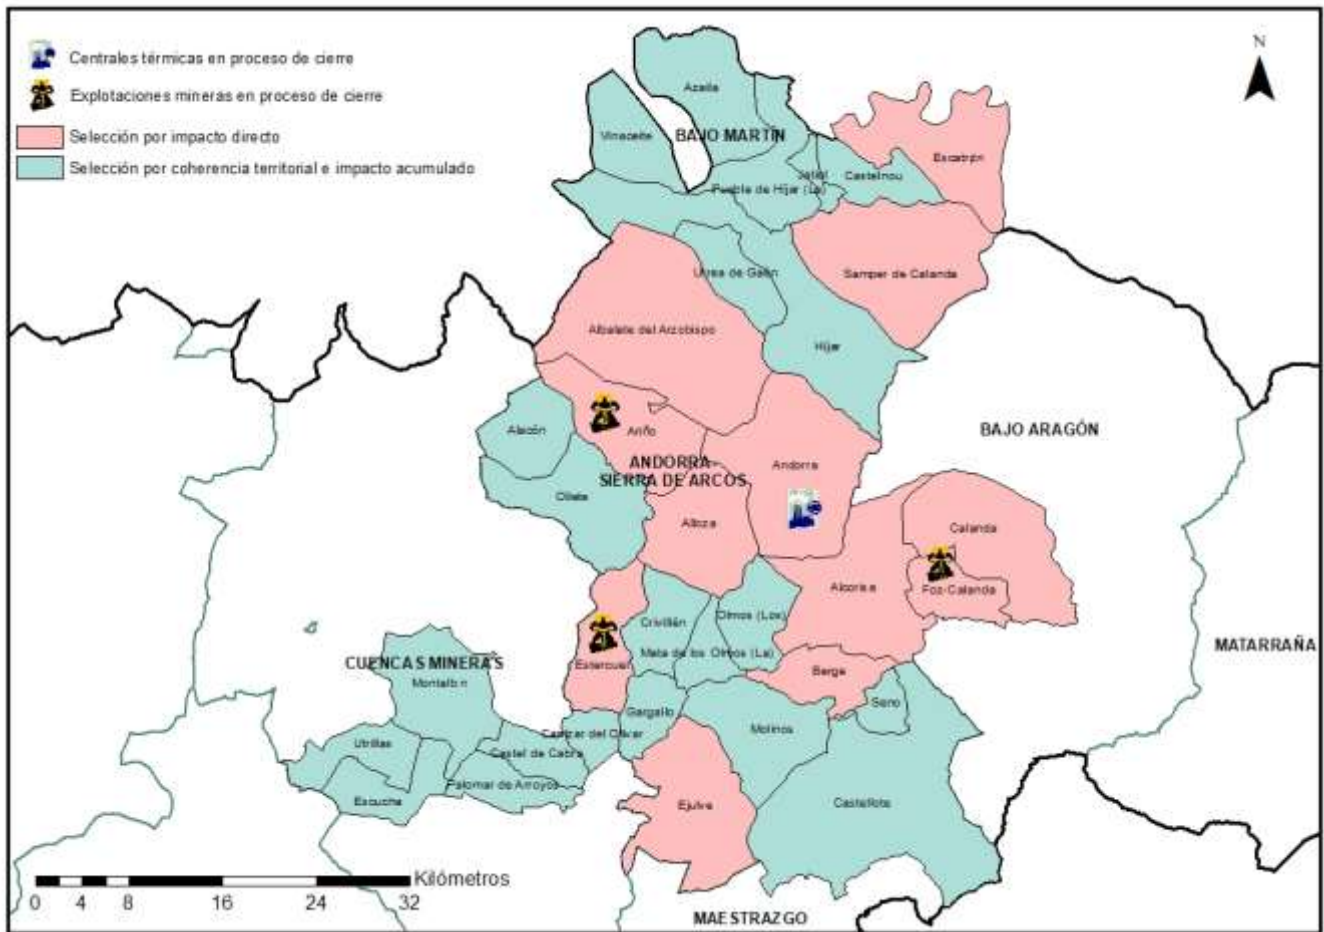 N
Centrales térmicas en proceso de cierre
Explotaciones mineras en proceso de cierre
Selección por impacto directo
Selección por coherencia territorial e impacto acumulado
Azaila
Vinaceite
BAJO MARTÍN
Escatrón
Jatiel
Castelnou
Puebla de Híjar (La)
Urrea de Gaén
Samper de Calanda
Albalate del Arzobispo
Híjar
Alacón
Ariño
BAJO ARAGÓN
ANDORRA-
SIERRA DE ARCOS
Andorra
Oliete
Alloza
Calanda
Alcorisa
Foz-Calanda
Crivillén
Olmos (Los)
Mata de los Olmos (La)
MATARRAÑA
CUENCAS MINERAS
Estercuel
Berge
Montalbn
Seno
Gargallo
Molinos
Cañizar del Olivar
Utrillas
Castel de Cabra
Palomar de Arroyos
Escucha
Ejulve
Castellote
Kilómetros
0 4 8 16 24 32
MAESTRAZGO